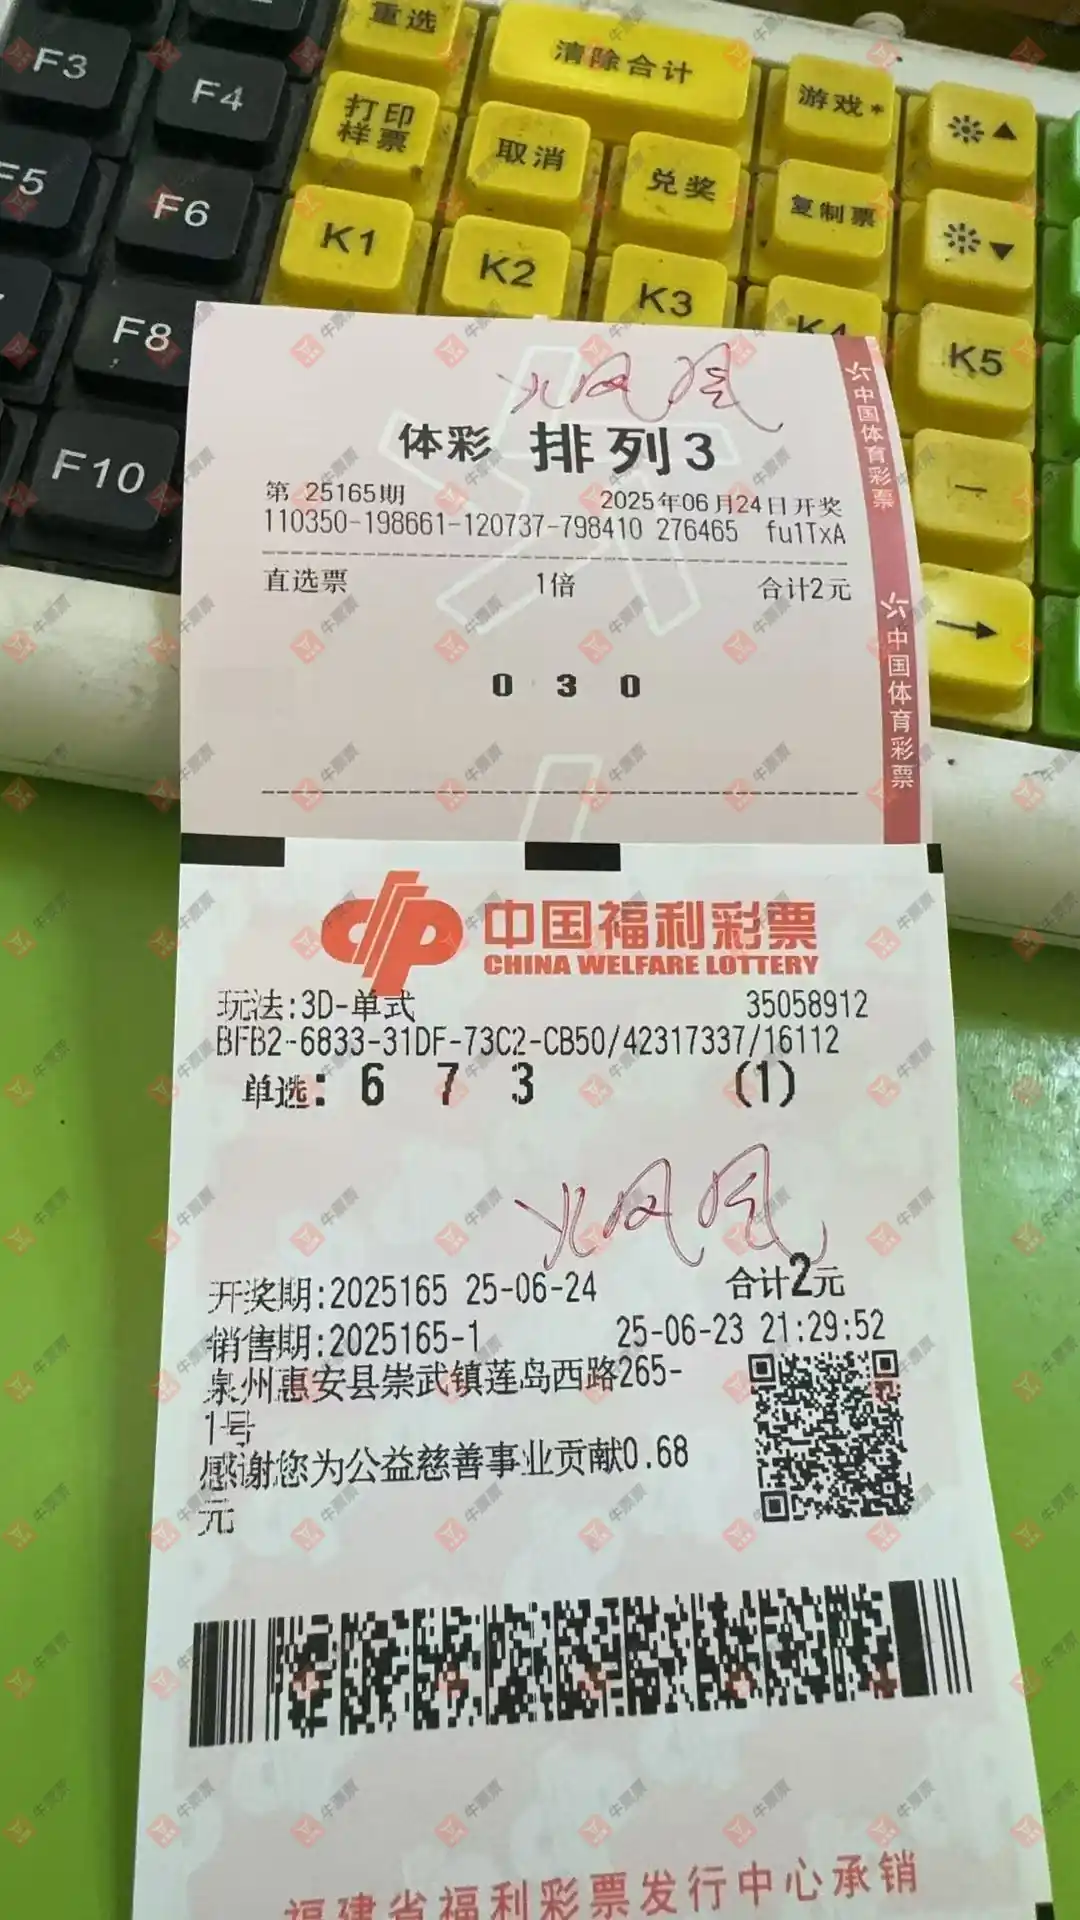 重选
清除合计
游戏*
F3
F4
打印
样票
取消
兑奖
复制票
F5
F6
K1
K2
K3
K4
K5
F8
F10
火凤凰
体彩 排列3
第 25165期 2025年06月24日开奖
110350-198661-120737-798410 276465 fu1TxA
直选票 1倍 合计2元
0 3 0
中国体育彩票
中国体育彩票
中国福利彩票
CHINA WELFARE LOTTERY
玩法:3D-单式 35058912
BFB2-6833-31DF-73C2-CB50/42317337/16112
单选: 6 7 3 (1)
火凤凰
开奖期:2025165 25-06-24 合计2元
销售期:2025165-1 25-06-23 21:29:52
泉州惠安县崇武镇莲岛西路265-
1号
感谢您为公益慈善事业贡献0.68
元
福建省福利彩票发行中心承销
牛票票